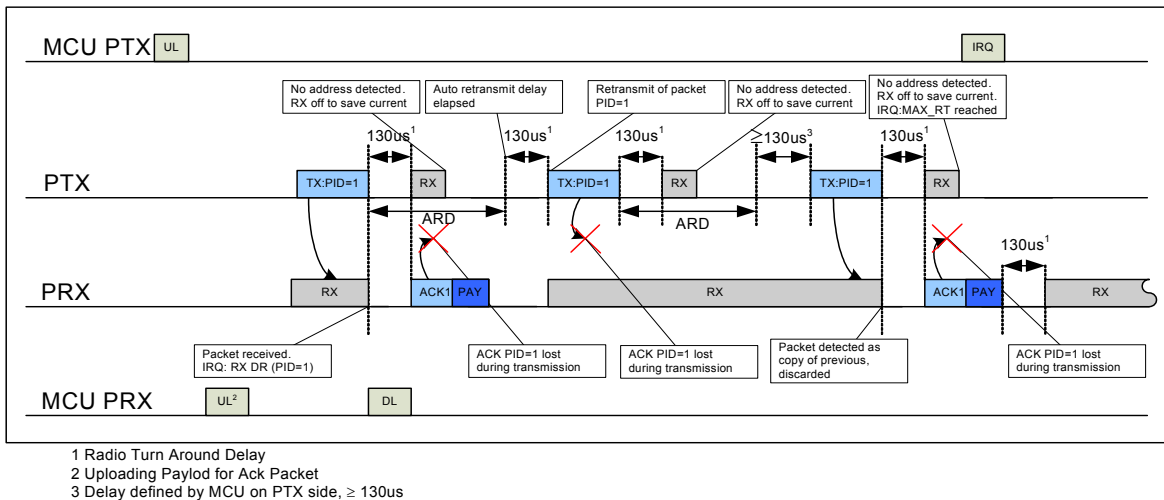 MCU PTX
UL
IRQ
No address detected.
RX off to save current
Auto retransmit delay
elapsed
Retransmit of packet
PID=1
No address detected.
RX off to save current
No address detected.
RX off to save current.
IRQ:MAX_RT reached
130us1
130us1
130us1
≥130us3
130us1
PTX
TX:PID=1
RX
TX:PID=1
RX
TX:PID=1
RX
ARD
ARD
130us1
PRX
RX
ACK1
PAY
RX
ACK1
PAY
RX
Packet received.
IRQ: RX DR (PID=1)
ACK PID=1 lost
during transmission
ACK PID=1 lost
during transmission
Packet detected as
copy of previous,
discarded
ACK PID=1 lost
during transmission
MCU PRX
UL2
DL
1 Radio Turn Around Delay
2 Uploading Paylod for Ack Packet
3 Delay defined by MCU on PTX side, ≥ 130us